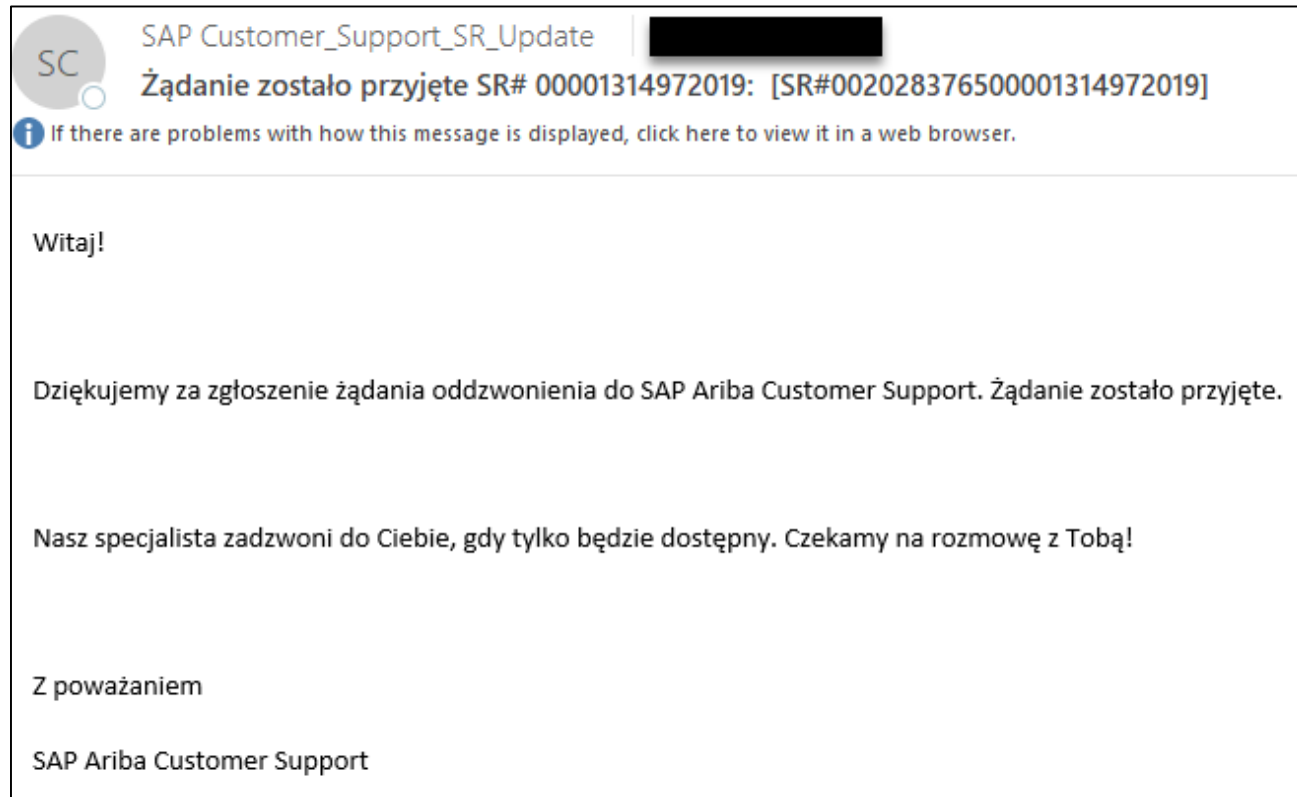 SC
SAP Customer_Support_SR_Update
Żądanie zostało przyjęte SR# 00001314972019: [SR#002028376500001314972019]
If there are problems with how this message is displayed, click here to view it in a web browser.
Witaj!
Dziękujemy za zgłoszenie żądania oddzwonienia do SAP Ariba Customer Support. Żądanie zostało przyjęte.
Nasz specjalista zadzwoni do Ciebie, gdy tylko będzie dostępny. Czekamy na rozmowę z Tobą!
Z poważaniem
SAP Ariba Customer Support